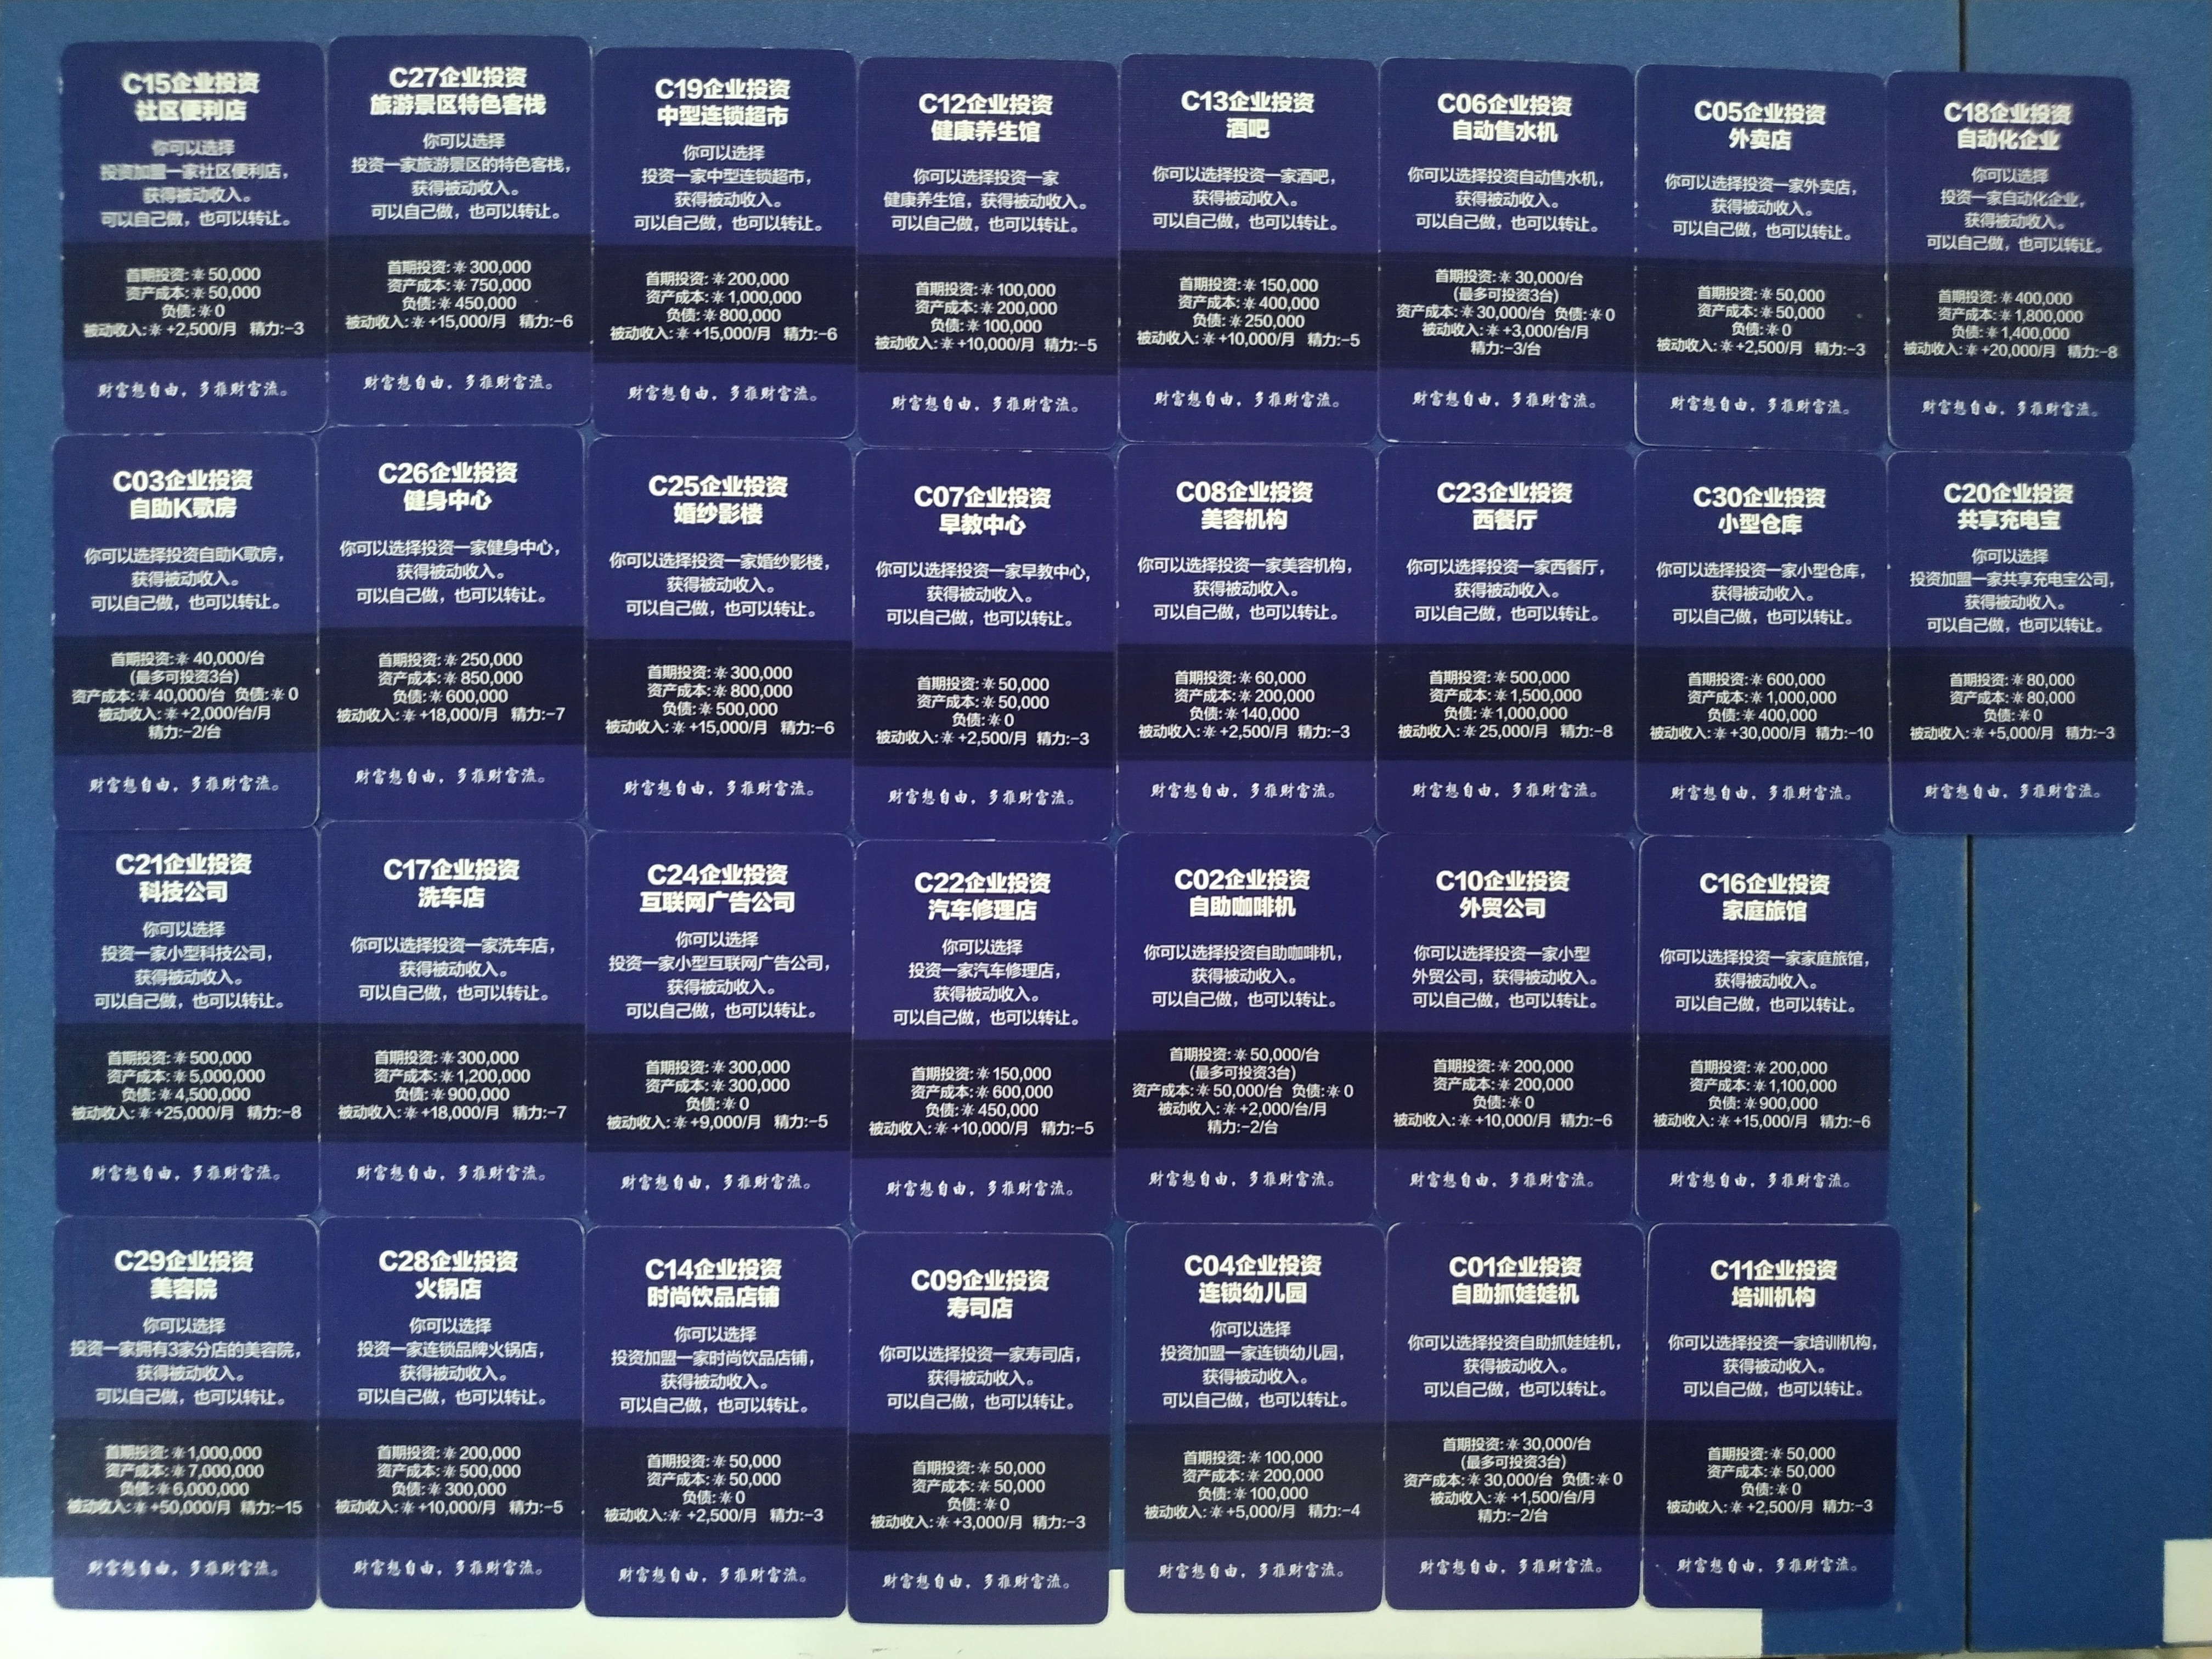 C15企业投资
社区便利店
你可以选择
投资加盟一家社区便利店，
获得被动收入。
可以自己做，也可以转让。
首期投资:☀50,000
资产成本:☀50,000
负债:☀0
被动收入:☀+2,500/月 精力:-3
财富想自由，多推财富流。
C27企业投资
旅游景区特色客栈
你可以选择
投资一家旅游景区的特色客栈，
获得被动收入。
可以自己做，也可以转让。
首期投资:☀300,000
资产成本:☀750,000
负债:☀450,000
被动收入:☀+15,000/月 精力:-6
财富想自由，多推财富流。
C19企业投资
中型连锁超市
你可以选择
投资一家中型连锁超市，
获得被动收入。
可以自己做，也可以转让。
首期投资:☀200,000
资产成本:☀1,000,000
负债:☀800,000
被动收入:☀+15,000/月 精力:-6
财富想自由，多推财富流。
C12企业投资
健康养生馆
你可以选择投资一家
健康养生馆，获得被动收入。
可以自己做，也可以转让。
首期投资:☀100,000
资产成本:☀200,000
负债:☀100,000
被动收入:☀+10,000/月 精力:-5
财富想自由，多推财富流。
C13企业投资
酒吧
你可以选择投资一家酒吧，
获得被动收入。
可以自己做，也可以转让。
首期投资:☀150,000
资产成本:☀400,000
负债:☀250,000
被动收入:☀+10,000/月 精力:-5
财富想自由，多推财富流。
C06企业投资
自动售水机
你可以选择投资自动售水机，
获得被动收入。
可以自己做，也可以转让。
首期投资:☀30,000/台
(最多可投资3台)
资产成本:☀30,000/台 负债:☀0
被动收入:☀+3,000/台/月
精力:-3/台
财富想自由，多推财富流。
C05企业投资
外卖店
你可以选择投资一家外卖店，
获得被动收入。
可以自己做，也可以转让。
首期投资:☀50,000
资产成本:☀50,000
负债:☀0
被动收入:☀+2,500/月 精力:-3
财富想自由，多推财富流。
C18企业投资
自动化企业
你可以选择
投资一家自动化企业，
获得被动收入。
可以自己做，也可以转让。
首期投资:☀400,000
资产成本:☀1,800,000
负债:☀1,400,000
被动收入:☀+20,000/月 精力:-8
财富想自由，多推财富流。
C03企业投资
自助K歌房
你可以选择投资自助K歌房，
获得被动收入。
可以自己做，也可以转让。
首期投资:☀40,000/台
(最多可投资3台)
资产成本:☀40,000/台 负债:☀0
被动收入:☀+2,000/台/月
精力:-2/台
财富想自由，多推财富流。
C26企业投资
健身中心
你可以选择投资一家健身中心，
获得被动收入。
可以自己做，也可以转让。
首期投资:☀250,000
资产成本:☀850,000
负债:☀600,000
被动收入:☀+18,000/月 精力:-7
财富想自由，多推财富流。
C25企业投资
婚纱影楼
你可以选择投资一家婚纱影楼，
获得被动收入。
可以自己做，也可以转让。
首期投资:☀300,000
资产成本:☀800,000
负债:☀500,000
被动收入:☀+15,000/月 精力:-6
财富想自由，多推财富流。
C07企业投资
早教中心
你可以选择投资一家早教中心，
获得被动收入。
可以自己做，也可以转让。
首期投资:☀50,000
资产成本:☀50,000
负债:☀0
被动收入:☀+2,500/月 精力:-3
财富想自由，多推财富流。
C08企业投资
美容机构
你可以选择投资一家美容机构，
获得被动收入。
可以自己做，也可以转让。
首期投资:☀60,000
资产成本:☀200,000
负债:☀140,000
被动收入:☀+2,500/月 精力:-3
财富想自由，多推财富流。
C23企业投资
西餐厅
你可以选择投资一家西餐厅，
获得被动收入。
可以自己做，也可以转让。
首期投资:☀500,000
资产成本:☀1,500,000
负债:☀1,000,000
被动收入:☀25,000/月 精力:-8
财富想自由，多推财富流。
C30企业投资
小型仓库
你可以选择投资一家小型仓库，
获得被动收入。
可以自己做，也可以转让。
首期投资:☀600,000
资产成本:☀1,000,000
负债:☀400,000
被动收入:☀+30,000/月 精力:-10
财富想自由，多推财富流。
C20企业投资
共享充电宝
你可以选择
投资加盟一家共享充电宝公司，
获得被动收入。
可以自己做，也可以转让。
首期投资:☀80,000
资产成本:☀80,000
负债:☀0
被动收入:☀+5,000/月 精力:-3
财富想自由，多推财富流。
C21企业投资
科技公司
你可以选择
投资一家小型科技公司，
获得被动收入。
可以自己做，也可以转让。
首期投资:☀500,000
资产成本:☀5,000,000
负债:☀4,500,000
被动收入:☀+25,000/月 精力:-8
财富想自由，多推财富流。
C17企业投资
洗车店
你可以选择投资一家洗车店，
获得被动收入。
可以自己做，也可以转让。
首期投资:☀300,000
资产成本:☀1,200,000
负债:☀900,000
被动收入:☀+18,000/月 精力:-7
财富想自由，多推财富流。
C24企业投资
互联网广告公司
你可以选择
投资一家小型互联网广告公司，
获得被动收入。
可以自己做，也可以转让。
首期投资:☀300,000
资产成本:☀300,000
负债:☀0
被动收入:☀+9,000/月 精力:-5
财富想自由，多推财富流。
C22企业投资
汽车修理店
你可以选择
投资一家汽车修理店，
获得被动收入。
可以自己做，也可以转让。
首期投资:☀150,000
资产成本:☀600,000
负债:☀450,000
被动收入:☀+10,000/月 精力:-5
财富想自由，多推财富流。
C02企业投资
自助咖啡机
你可以选择投资自助咖啡机，
获得被动收入。
可以自己做，也可以转让。
首期投资:☀50,000/台
(最多可投资3台)
资产成本:☀50,000/台 负债:☀0
被动收入:☀+2,000/台/月
精力:-2/台
财富想自由，多推财富流。
C10企业投资
外贸公司
你可以选择投资一家小型
外贸公司，获得被动收入。
可以自己做，也可以转让。
首期投资:☀200,000
资产成本:☀200,000
负债:☀0
被动收入:☀+10,000/月 精力:-6
财富想自由，多推财富流。
C16企业投资
家庭旅馆
你可以选择投资一家家庭旅馆，
获得被动收入。
可以自己做，也可以转让。
首期投资:☀200,000
资产成本:☀1,100,000
负债:☀900,000
被动收入:☀+15,000/月 精力:-6
财富想自由，多推财富流。
C29企业投资
美容院
你可以选择
投资一家拥有3家分店的美容院，
获得被动收入。
可以自己做，也可以转让。
首期投资:☀1,000,000
资产成本:☀7,000,000
负债:☀6,000,000
被动收入:☀+50,000/月 精力:-15
财富想自由，多推财富流。
C28企业投资
火锅店
你可以选择
投资一家连锁品牌火锅店，
获得被动收入。
可以自己做，也可以转让。
首期投资:☀200,000
资产成本:☀500,000
负债:☀300,000
被动收入:☀+10,000/月 精力:-5
财富想自由，多推财富流。
C14企业投资
时尚饮品店铺
你可以选择
投资加盟一家时尚饮品店铺，
获得被动收入。
可以自己做，也可以转让。
首期投资:☀50,000
资产成本:☀50,000
负债:☀0
被动收入:☀+2,500/月 精力:-3
财富想自由，多推财富流。
C09企业投资
寿司店
你可以选择投资一家寿司店，
获得被动收入。
可以自己做，也可以转让。
首期投资:☀50,000
资产成本:☀50,000
负债:☀0
被动收入:☀+3,000/月 精力:-3
财富想自由，多推财富流。
C04企业投资
连锁幼儿园
你可以选择
投资加盟一家连锁幼儿园，
获得被动收入。
可以自己做，也可以转让。
首期投资:☀100,000
资产成本:☀200,000
负债:☀100,000
被动收入:☀+5,000/月 精力:-4
财富想自由，多推财富流。
C01企业投资
自助抓娃娃机
你可以选择投资自助抓娃娃机，
获得被动收入。
可以自己做，也可以转让。
首期投资:☀30,000/台
(最多可投资3台)
资产成本:☀30,000/台 负债:☀0
被动收入:☀+1,500/台/月
精力:-2/台
财富想自由，多推财富流。
C11企业投资
培训机构
你可以选择投资一家培训机构，
获得被动收入。
可以自己做，也可以转让。
首期投资:☀50,000
资产成本:☀50,000
负债:☀0
被动收入:☀+2,500/月 精力:-3
财富想自由，多推财富流。